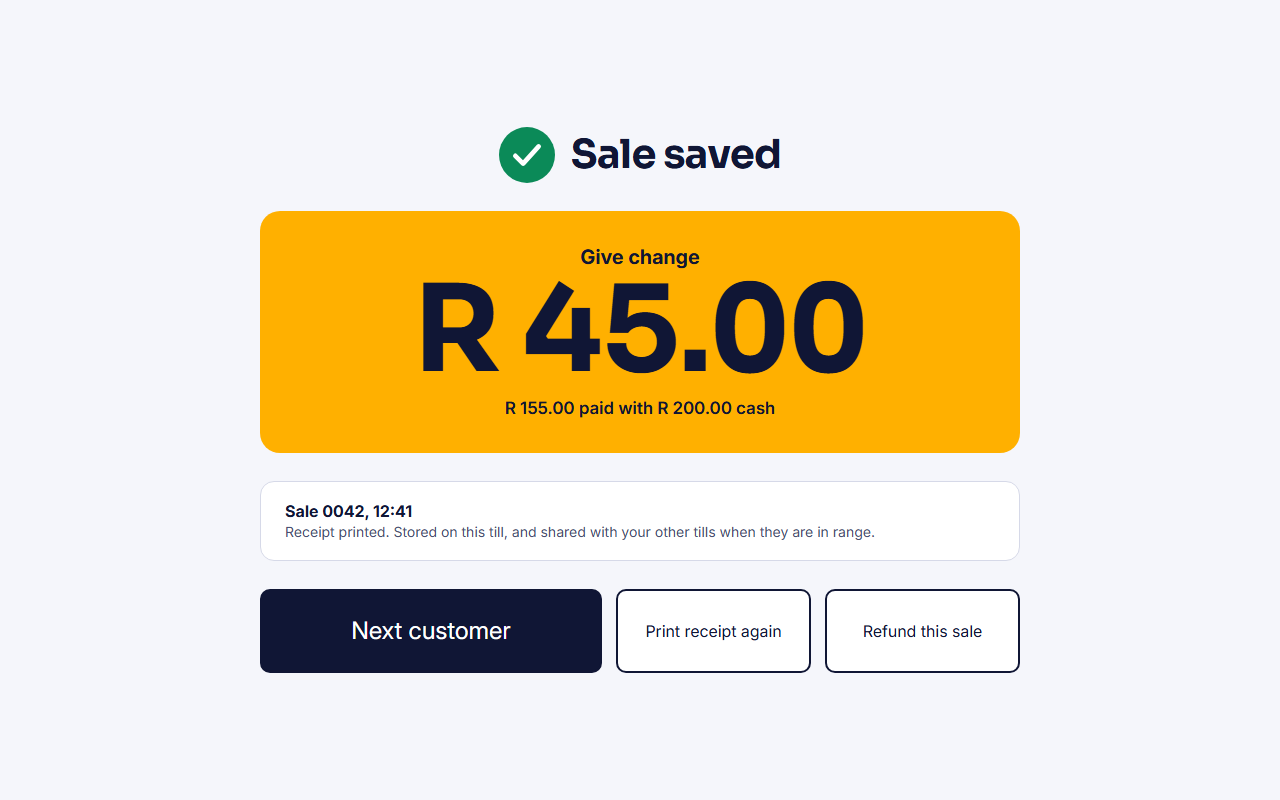 Sale saved
Give change
R 45.00
R 155.00 paid with R 200.00 cash
Sale 0042, 12:41
Receipt printed. Stored on this till, and shared with your other tills when they are in range.
Next customer
Print receipt again
Refund this sale